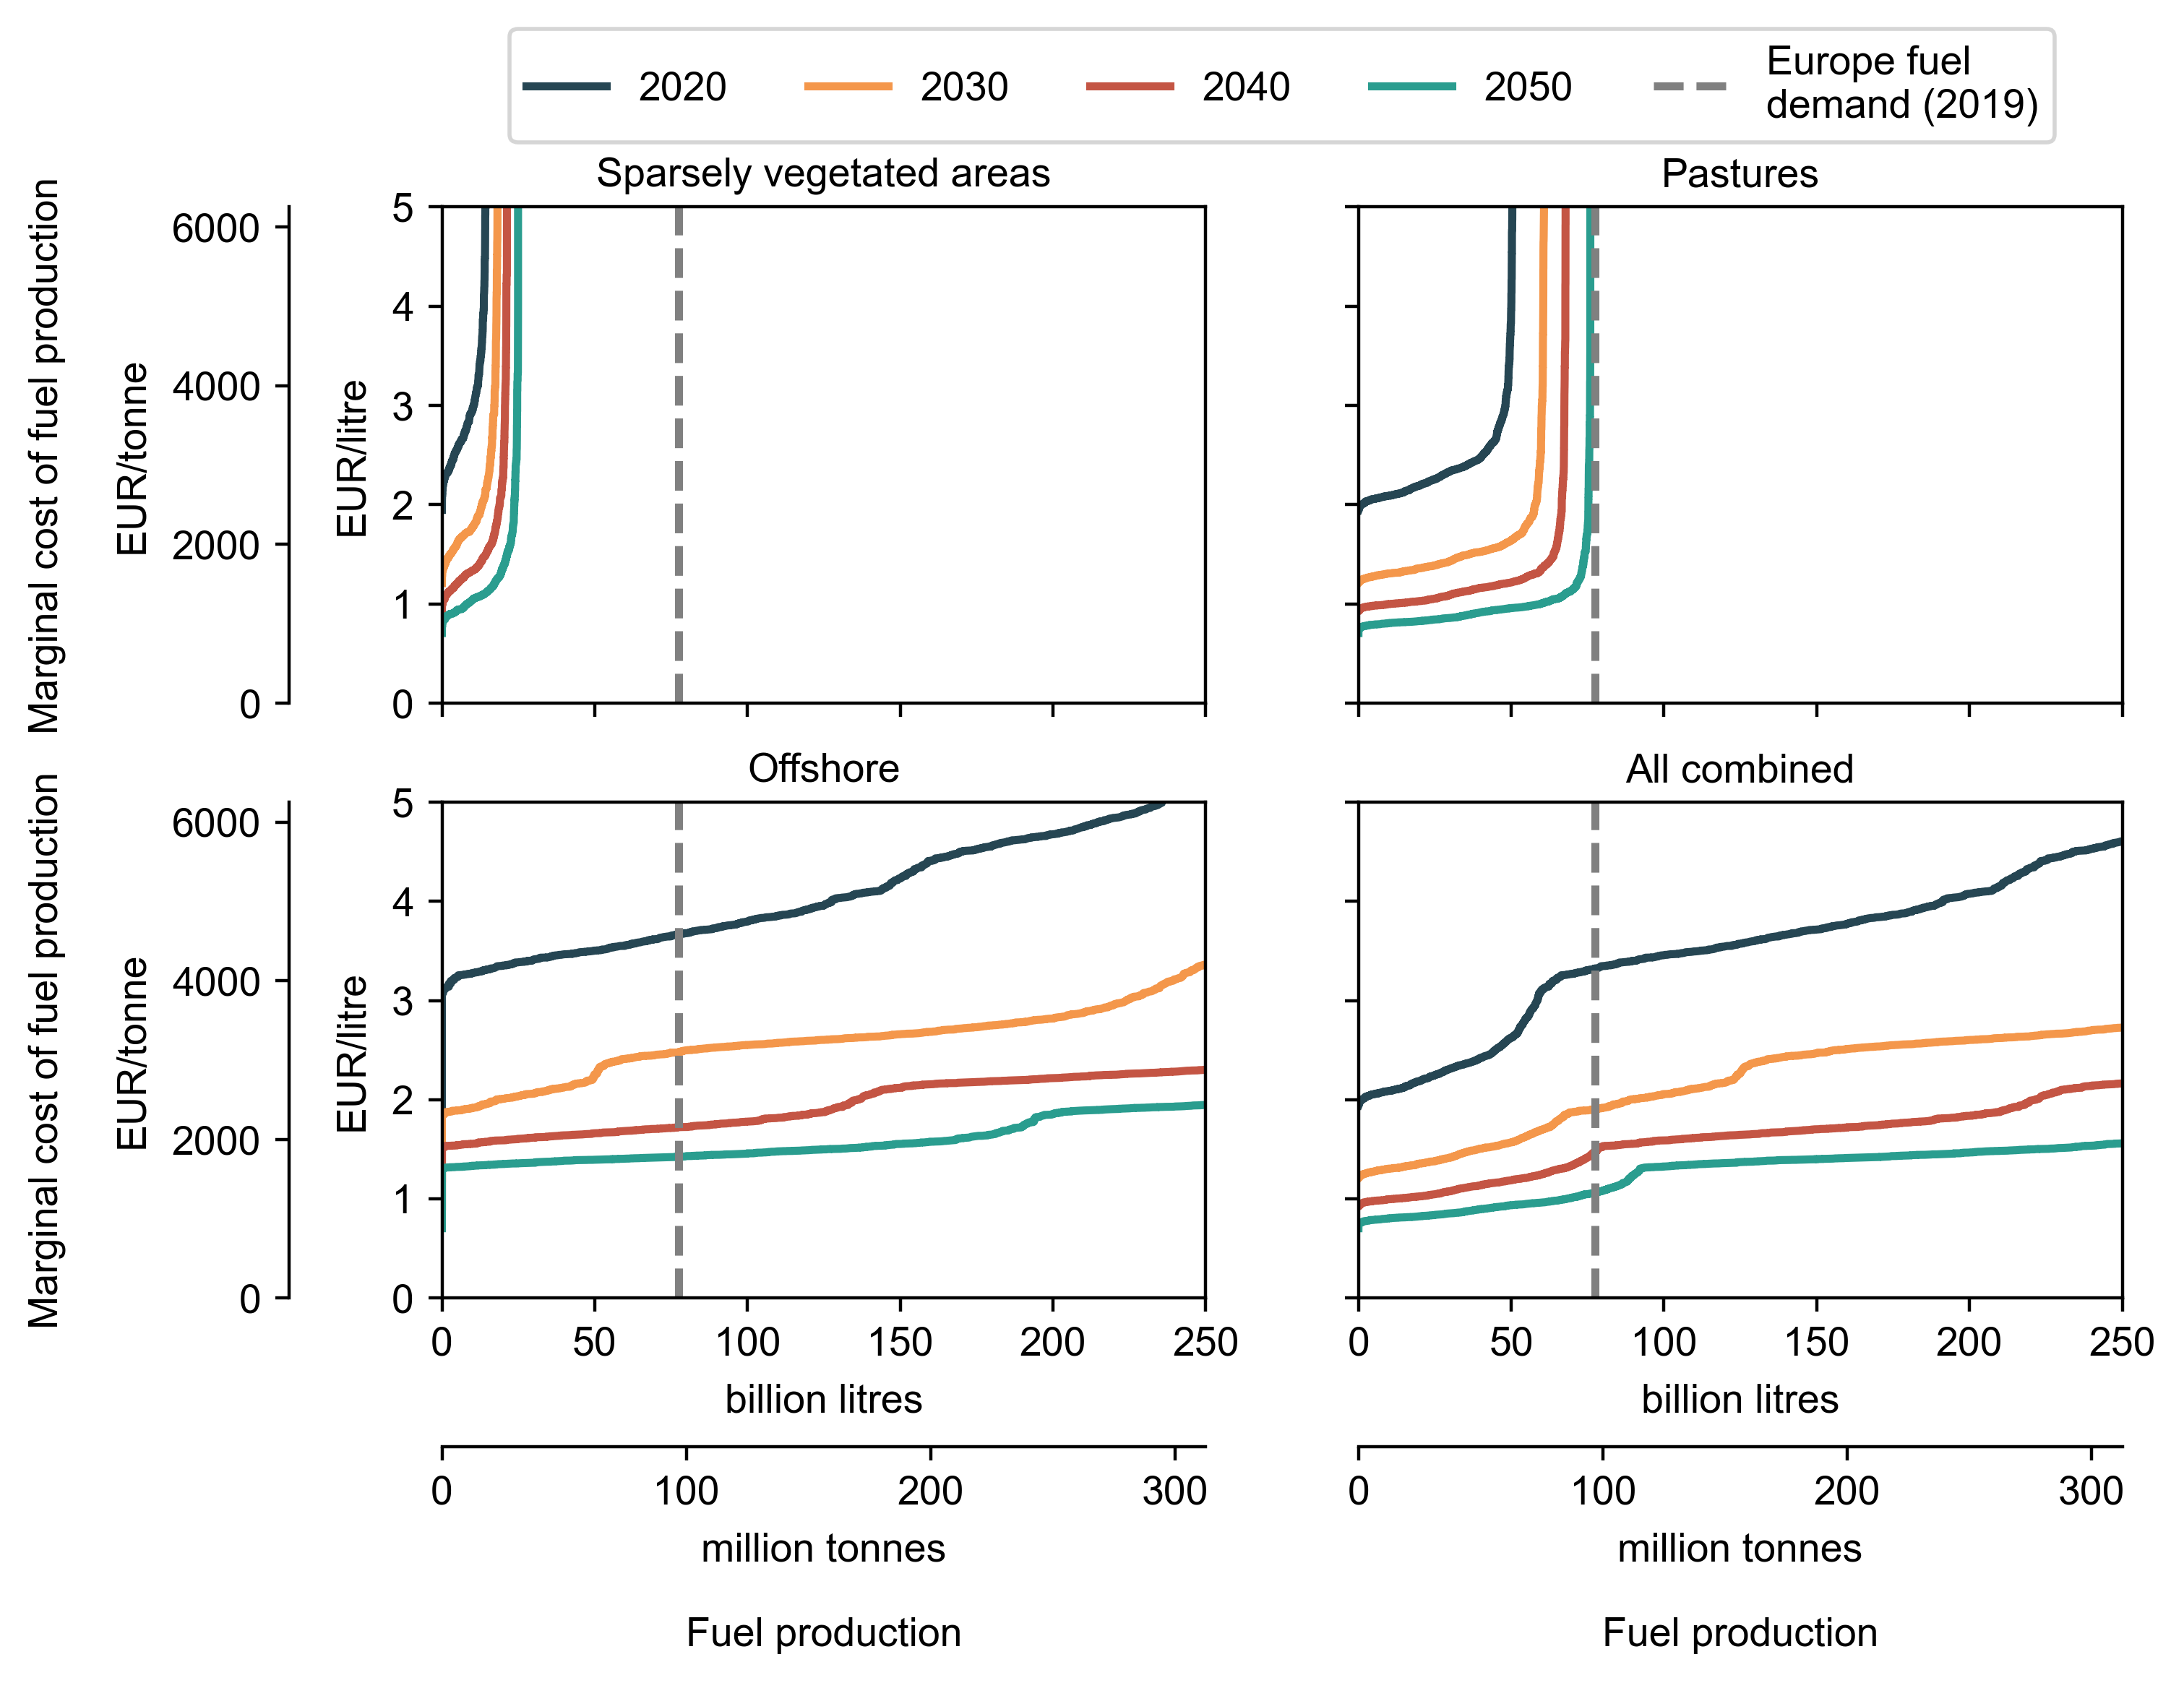 2020
2030
2040
2050
Europe fuel
demand (2019)
Sparsely vegetated areas
Pastures
Marginal cost of fuel production
EUR/tonne
6000
4000
2000
0
EUR/litre
5
4
3
2
1
0
Offshore
All combined
Marginal cost of fuel production
EUR/tonne
6000
4000
2000
0
EUR/litre
5
4
3
2
1
0
0 50 100 150 200 250
billion litres
0 100 200 300
million tonnes
Fuel production
0 50 100 150 200 250
billion litres
0 100 200 300
million tonnes
Fuel production